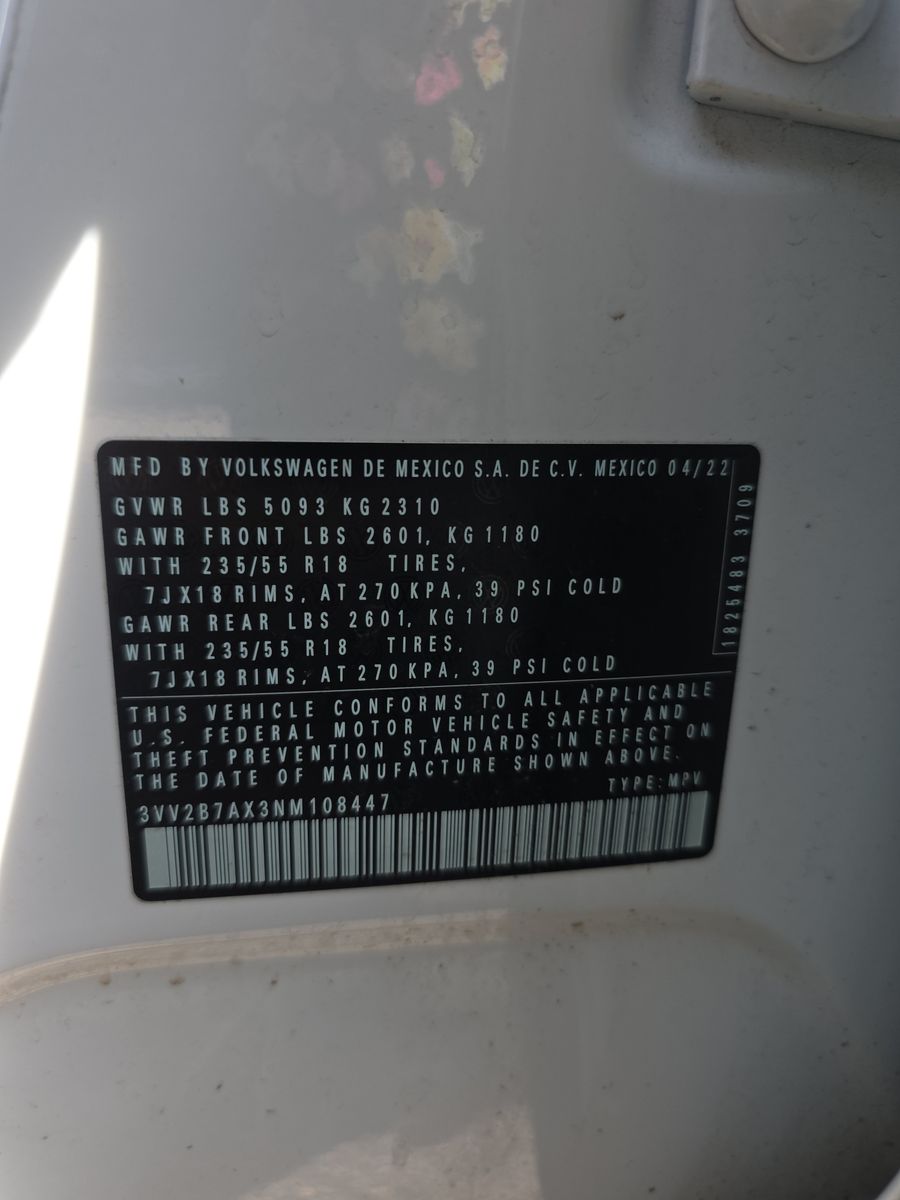 MFD BY VOLKSWAGEN DE MEXICO S.A. DE C.V. MEXICO 04/22
GVWR LBS 5093 KG 2310
GAWR FRONT LBS 2601, KG 1180
WITH 235/55 R18 TIRES,
7JX18 RIMS, AT 270 KPA, 39 PSI COLD
GAWR REAR LBS 2601, KG 1180
WITH 235/55 R18 TIRES,
7JX18 RIMS, AT 270 KPA, 39 PSI COLD
1825483 3709
THIS VEHICLE CONFORMS TO ALL APPLICABLE
U.S. FEDERAL MOTOR VEHICLE SAFETY AND
THEFT PREVENTION STANDARDS IN EFFECT ON
THE DATE OF MANUFACTURE SHOWN ABOVE.
TYPE: MPV
3VV2B7AX3NM108447